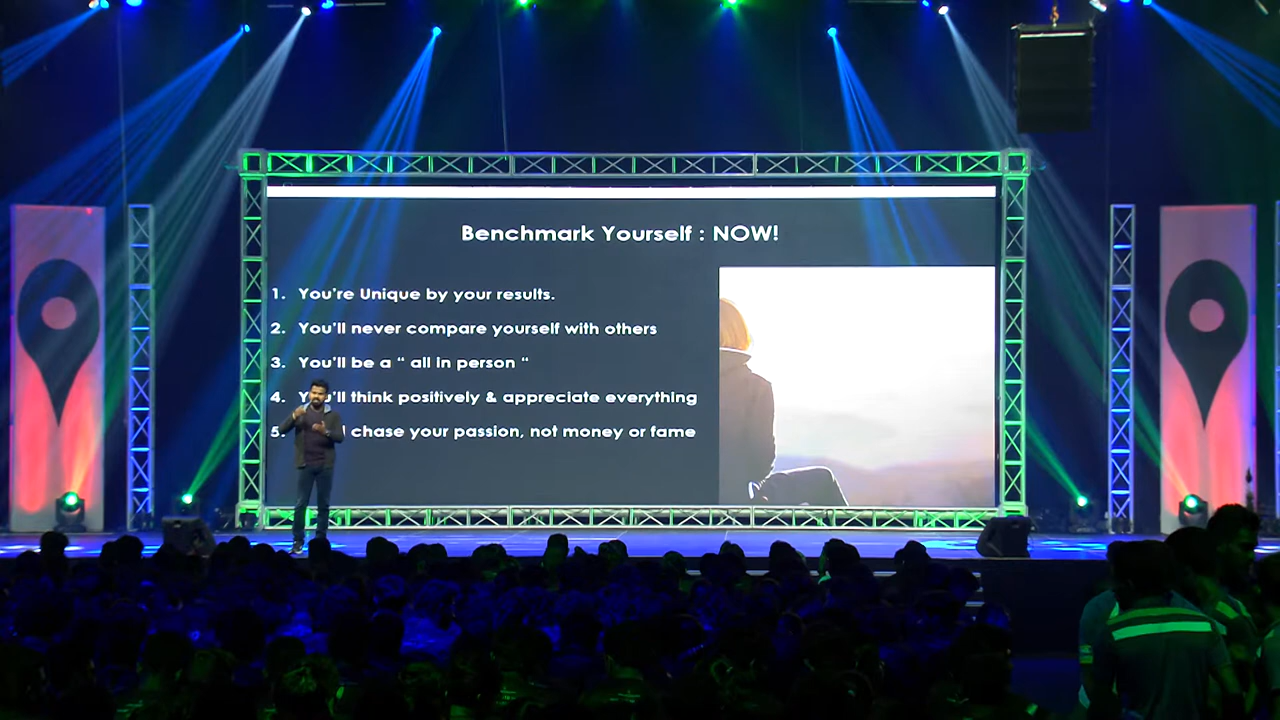 Benchmark Yourself : NOW!
1. You're Unique by your results.
2. You'll never compare yourself with others
3. You'll be a “ all in person “
4. You'll think positively & appreciate everything
5. chase your passion, not money or fame